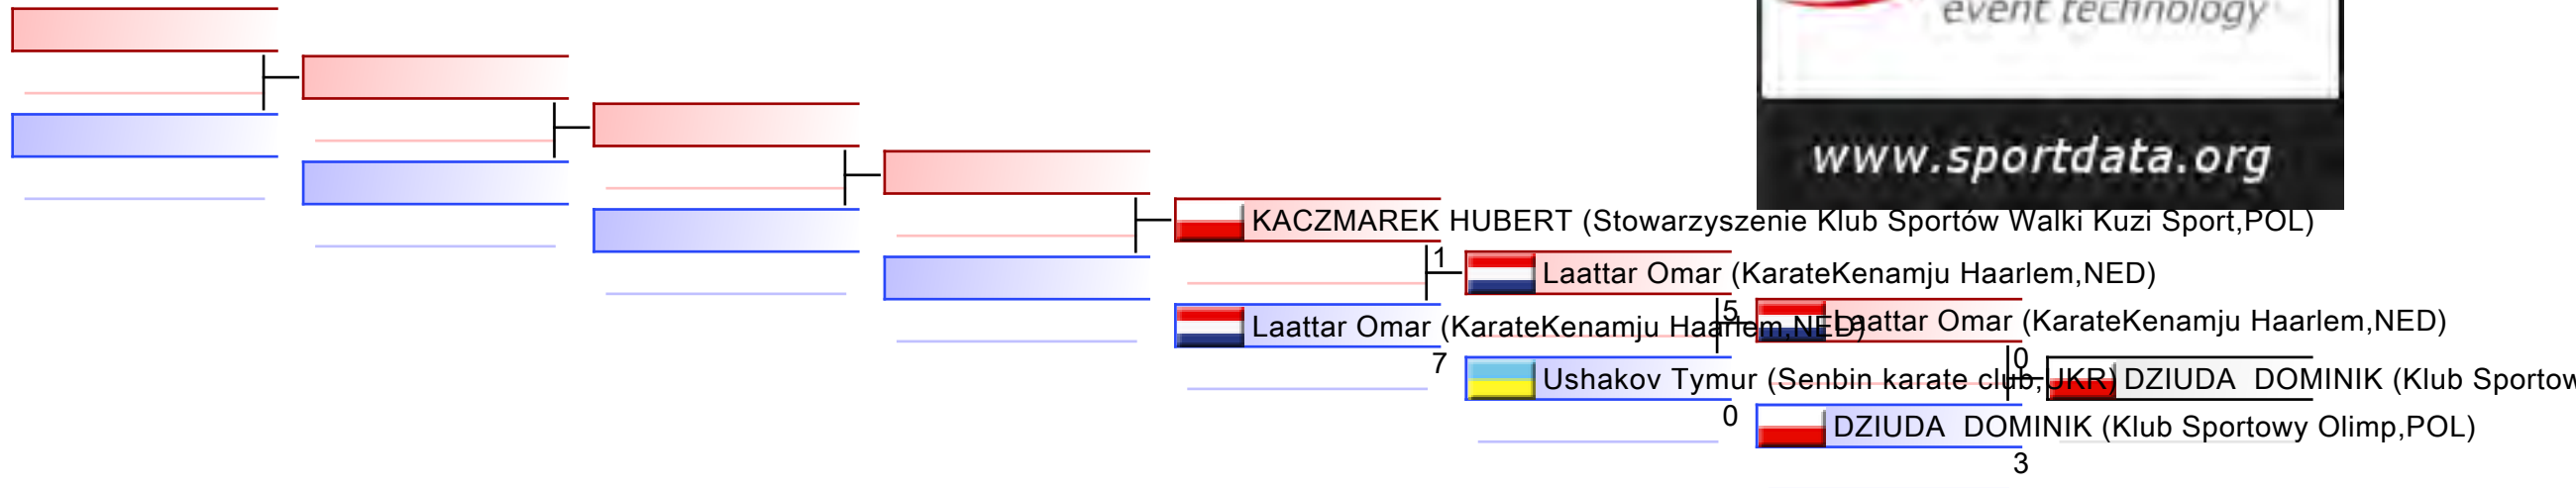 event technology
www.sportdata.org
KACZMAREK HUBERT (Stowarzyszenie Klub Sportów Walki Kuzi Sport,POL)
1
Laattar Omar (KarateKenamju Haarlem,NED)
Laattar Omar (KarateKenamju Haarlem,NED)
7
5
Laattar Omar (KarateKenamju Haarlem,NED)
Ushakov Tymur (Senbin karate club,UKR)
0
0
DZIUDA DOMINIK (Klub Sportow
DZIUDA DOMINIK (Klub Sportowy Olimp,POL)
3